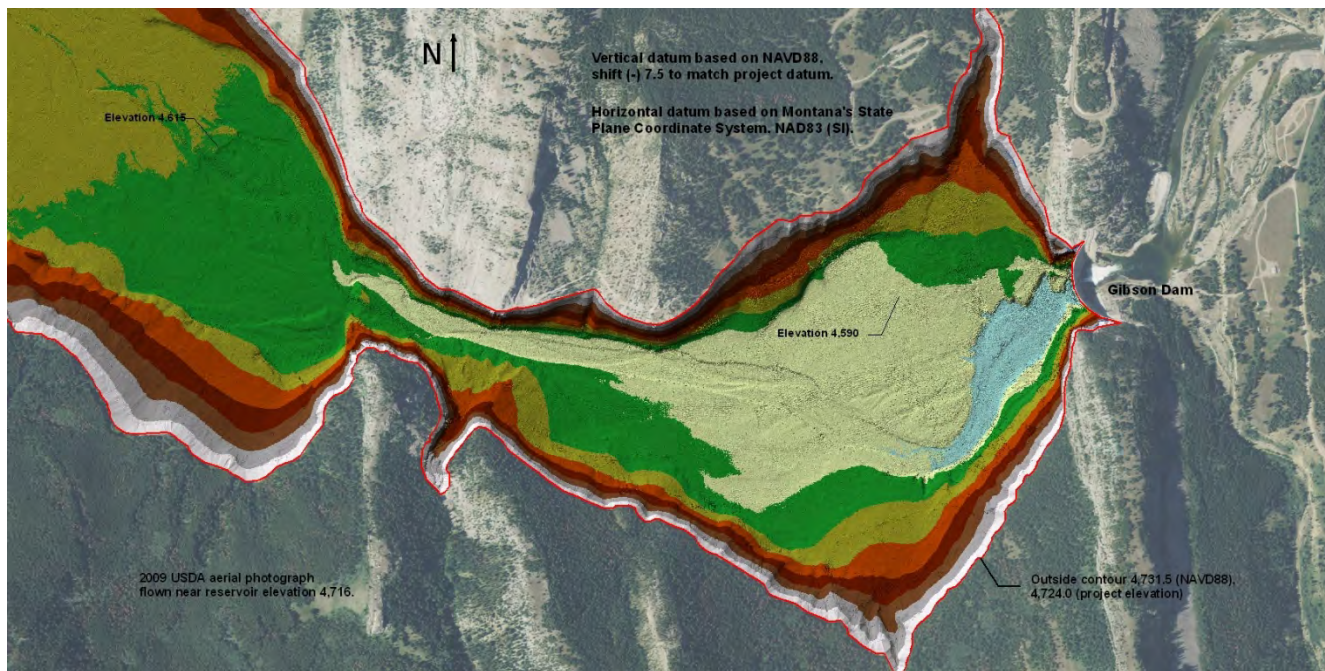 N
Vertical datum based on NAVD88,
shift (-) 7.5 to match project datum.
Horizontal datum based on Montana's State
Plane Coordinate System. NAD83 (SI).
Elevation 4,615
Gibson Dam
Elevation 4,590
2009 USDA aerial photograph
flown near reservoir elevation 4,716.
Outside contour 4,731.5 (NAVD88),
4,724.0 (project elevation)